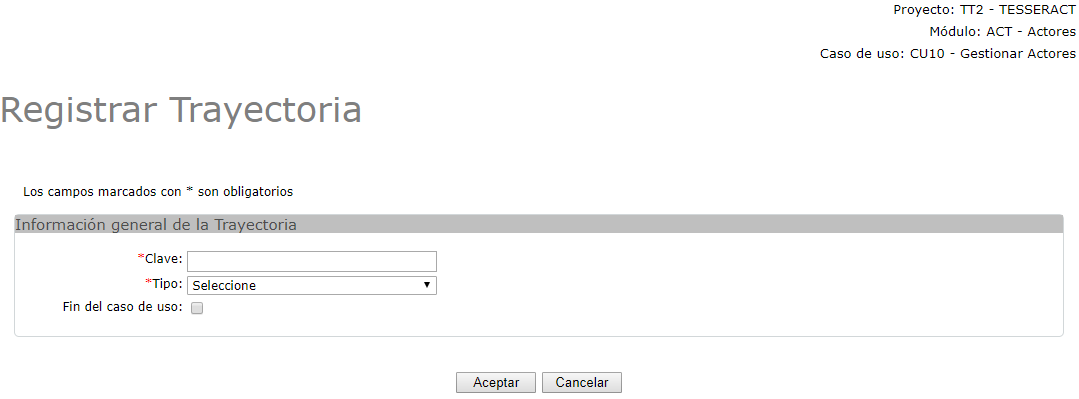 Proyecto: TT2 - TESSERACT
Módulo: ACT - Actores
Caso de uso: CU10 - Gestionar Actores
Registrar Trayectoria
Los campos marcados con * son obligatorios
Información general de la Trayectoria
*Clave:
*Tipo: Seleccione
Fin del caso de uso:
Aceptar Cancelar